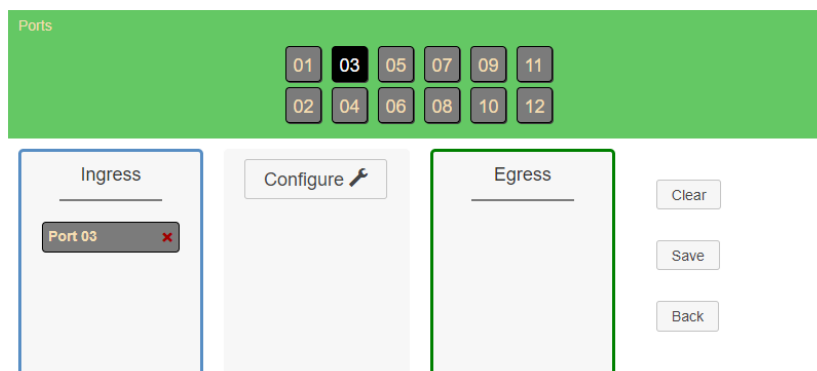 Ports
01 03 05 07 09 11
02 04 06 08 10 12
Ingress
Configure
Egress
Port 03
Clear
Save
Back